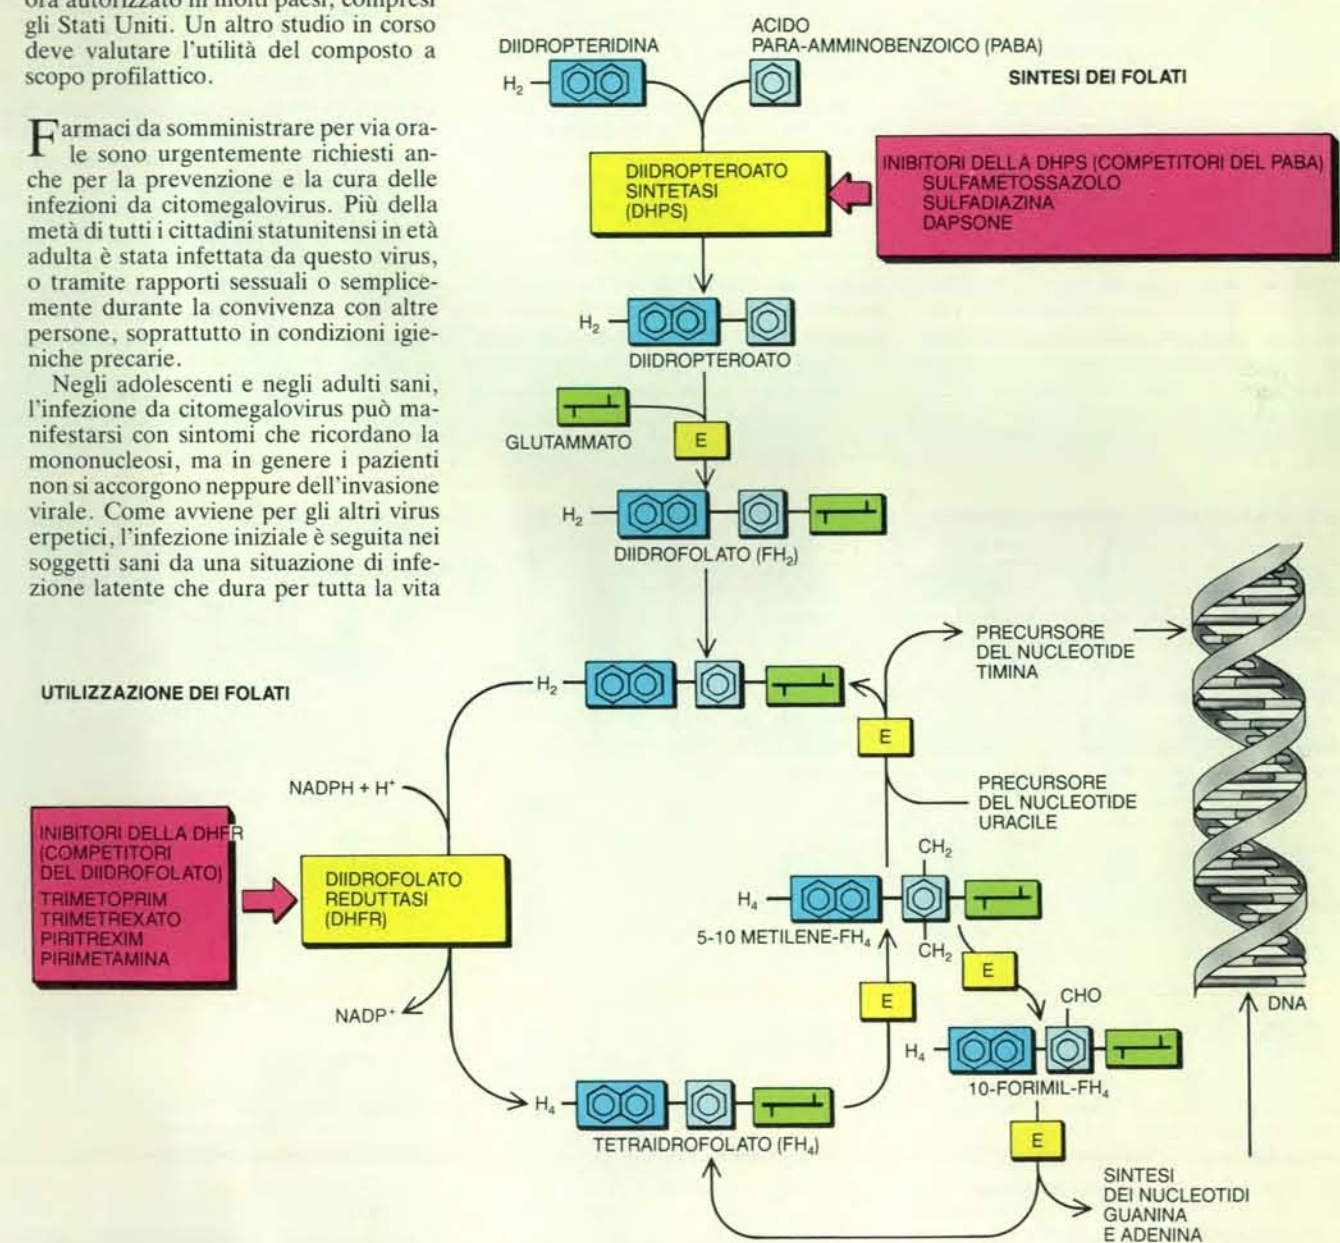 ora autorizzato in molti paesi, compresi
gli Stati Uniti. Un altro studio in corso
deve valutare l'utilità del composto a
scopo profilattico.
Farmaci da somministrare per via ora-
le sono urgentemente richiesti an-
che per la prevenzione e la cura delle
infezioni da citomegalovirus. Più della
metà di tutti i cittadini statunitensi in età
adulta è stata infettata da questo virus,
o tramite rapporti sessuali o semplice-
mente durante la convivenza con altre
persone, soprattutto in condizioni igie-
niche precarie.
Negli adolescenti e negli adulti sani,
l'infezione da citomegalovirus può ma-
nifestarsi con sintomi che ricordano la
mononucleosi, ma in genere i pazienti
non si accorgono neppure dell'invasione
virale. Come avviene per gli altri virus
erpetici, l'infezione iniziale è seguita nei
soggetti sani da una situazione di infe-
zione latente che dura per tutta la vita
DIIDROPTERIDINA
H₂
ACIDO
PARA-AMMINOBENZOICO (PABA)
SINTESI DEI FOLATI
DIIDROPTEROATO
SINTETASI
(DHPS)
INIBITORI DELLA DHPS (COMPETITORI DEL PABA)
SULFAMETOSSAZOLO
SULFADIAZINA
DAPSONE
H₂
DIIDROPTEROATO
GLUTAMMATO
E
H₂
DIIDROFOLATO (FH₂)
UTILIZZAZIONE DEI FOLATI
H₂
PRECURSORE
DEL NUCLEOTIDE
TIMINA
E
PRECURSORE
DEL NUCLEOTIDE
URACILE
NADPH + H⁺
INIBITORI DELLA DHFR
(COMPETITORI
DEL DIIDROFOLATO)
TRIMETOPRIM
TRIMETREXATO
PIRITREXIM
PIRIMETAMINA
DIIDROFOLATO
REDUTTASI
(DHFR)
NADP⁺
CH₂
H₄
5-10 METILENE-FH₄
CH₂
E
E
CHO
H₄
10-FORIMIL-FH₄
DNA
H₄
TETRAIDROFOLATO (FH₄)
E
SINTESI
DEI NUCLEOTIDI
GUANINA
E ADENINA